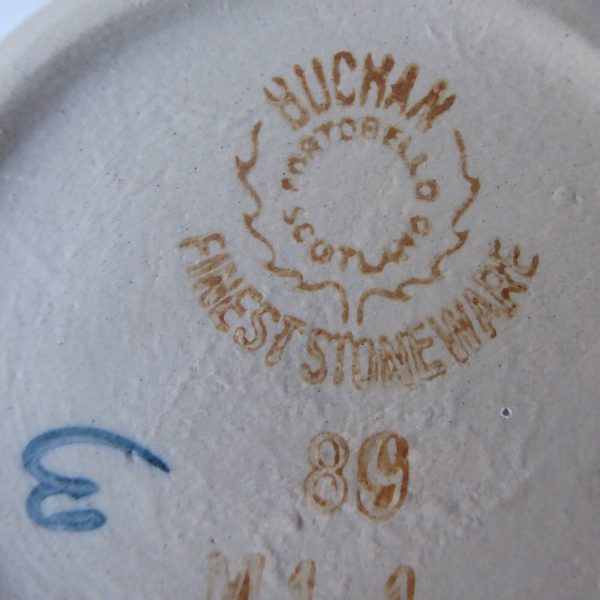 BUCHAN
PORTOBELLO
SCOTLAND
FINEST STONEWARE
89